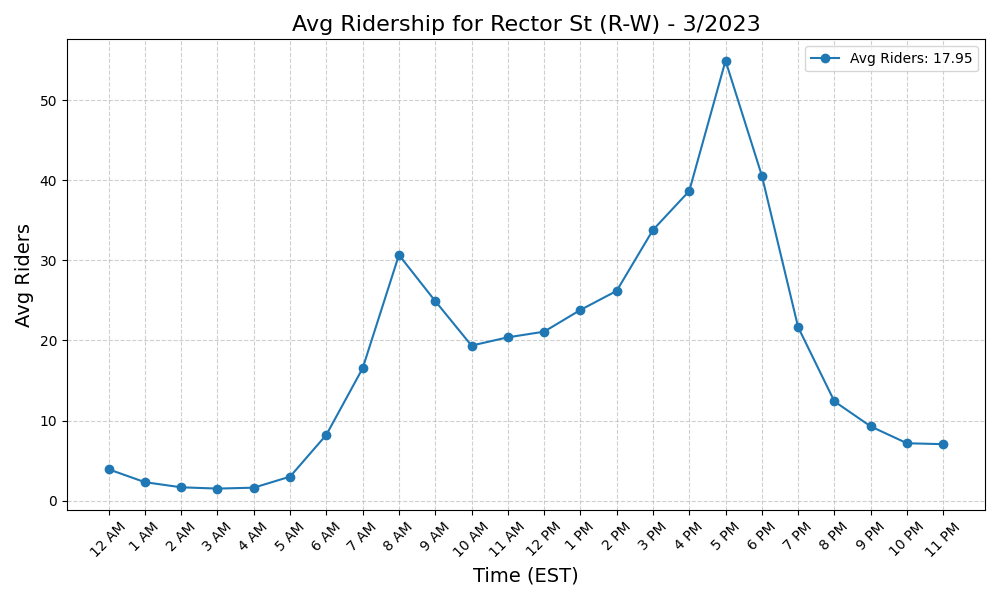 Avg Ridership for Rector St (R-W) - 3/2023
Avg Riders: 17.95
Avg Riders
50
40
30
20
10
0
12 AM
1 AM
2 AM
3 AM
4 AM
5 AM
6 AM
7 AM
8 AM
9 AM
10 AM
11 AM
12 PM
1 PM
2 PM
3 PM
4 PM
5 PM
6 PM
7 PM
8 PM
9 PM
10 PM
11 PM
Time (EST)